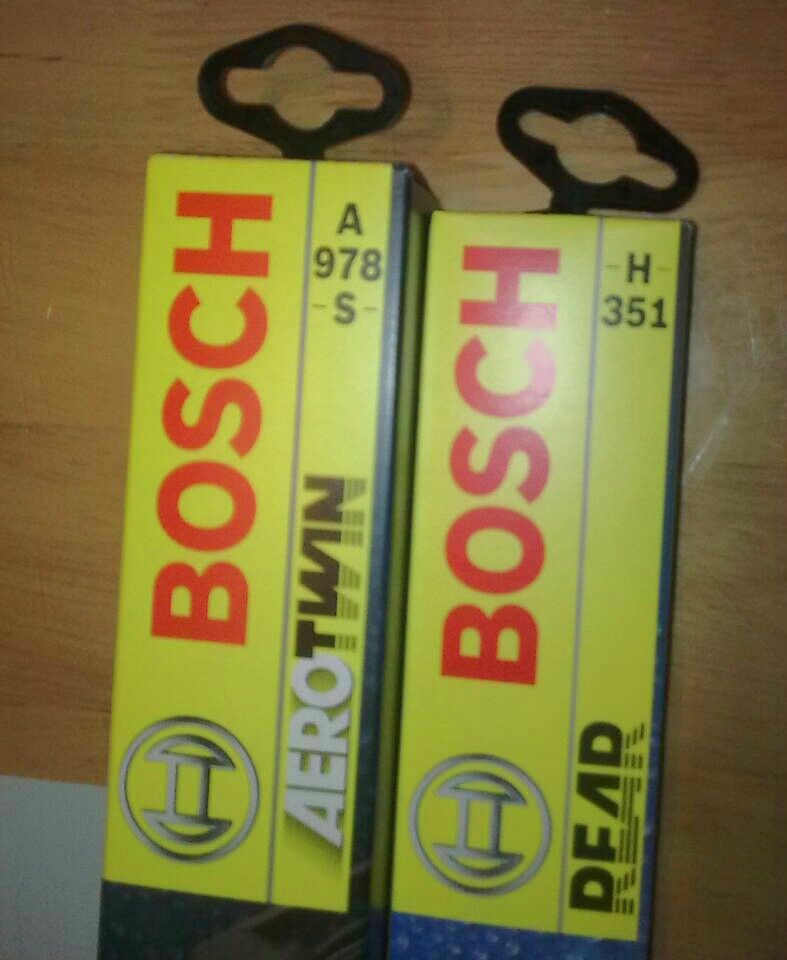 BOSCH
A
978
-S-
AEROTWIN
BOSCH
-H-
351
REAR